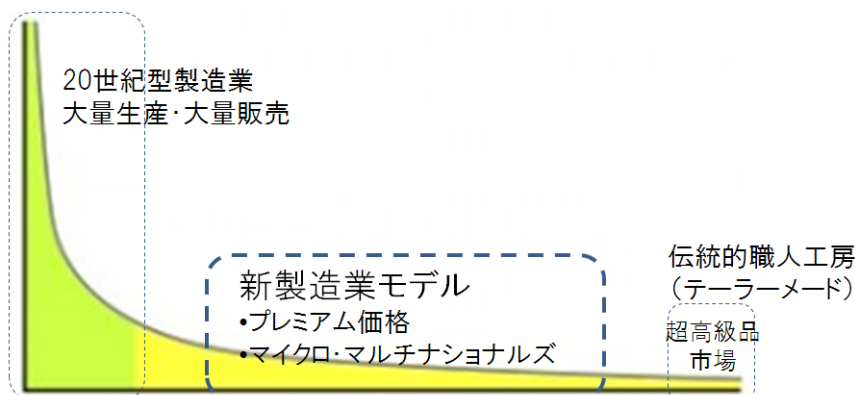 20世紀型製造業
大量生産・大量販売
新製造業モデル
•プレミアム価格
•マイクロ・マルチナショナルズ
伝統的職人工房
（テーラーメード）
超高級品
市場